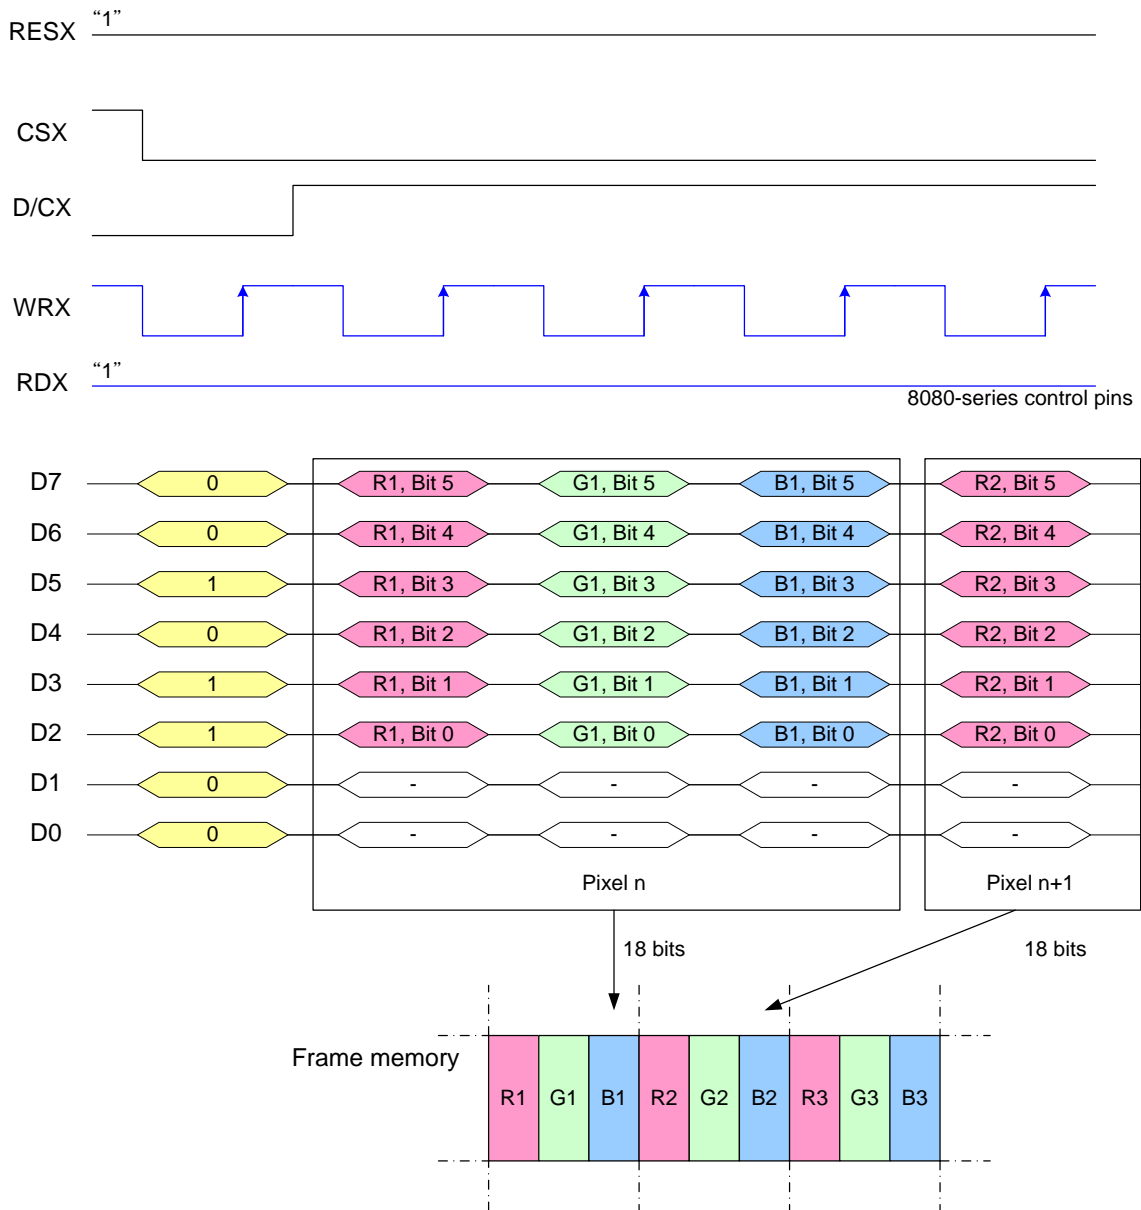 RESX “1”
CSX
D/CX
WRX
RDX “1”
8080-series control pins
D7 0 R1, Bit 5 G1, Bit 5 B1, Bit 5 R2, Bit 5
D6 0 R1, Bit 4 G1, Bit 4 B1, Bit 4 R2, Bit 4
D5 1 R1, Bit 3 G1, Bit 3 B1, Bit 3 R2, Bit 3
D4 0 R1, Bit 2 G1, Bit 2 B1, Bit 2 R2, Bit 2
D3 1 R1, Bit 1 G1, Bit 1 B1, Bit 1 R2, Bit 1
D2 1 R1, Bit 0 G1, Bit 0 B1, Bit 0 R2, Bit 0
D1 0 - - - -
D0 0 - - - -
Pixel n Pixel n+1
18 bits 18 bits
Frame memory
R1 G1 B1 R2 G2 B2 R3 G3 B3